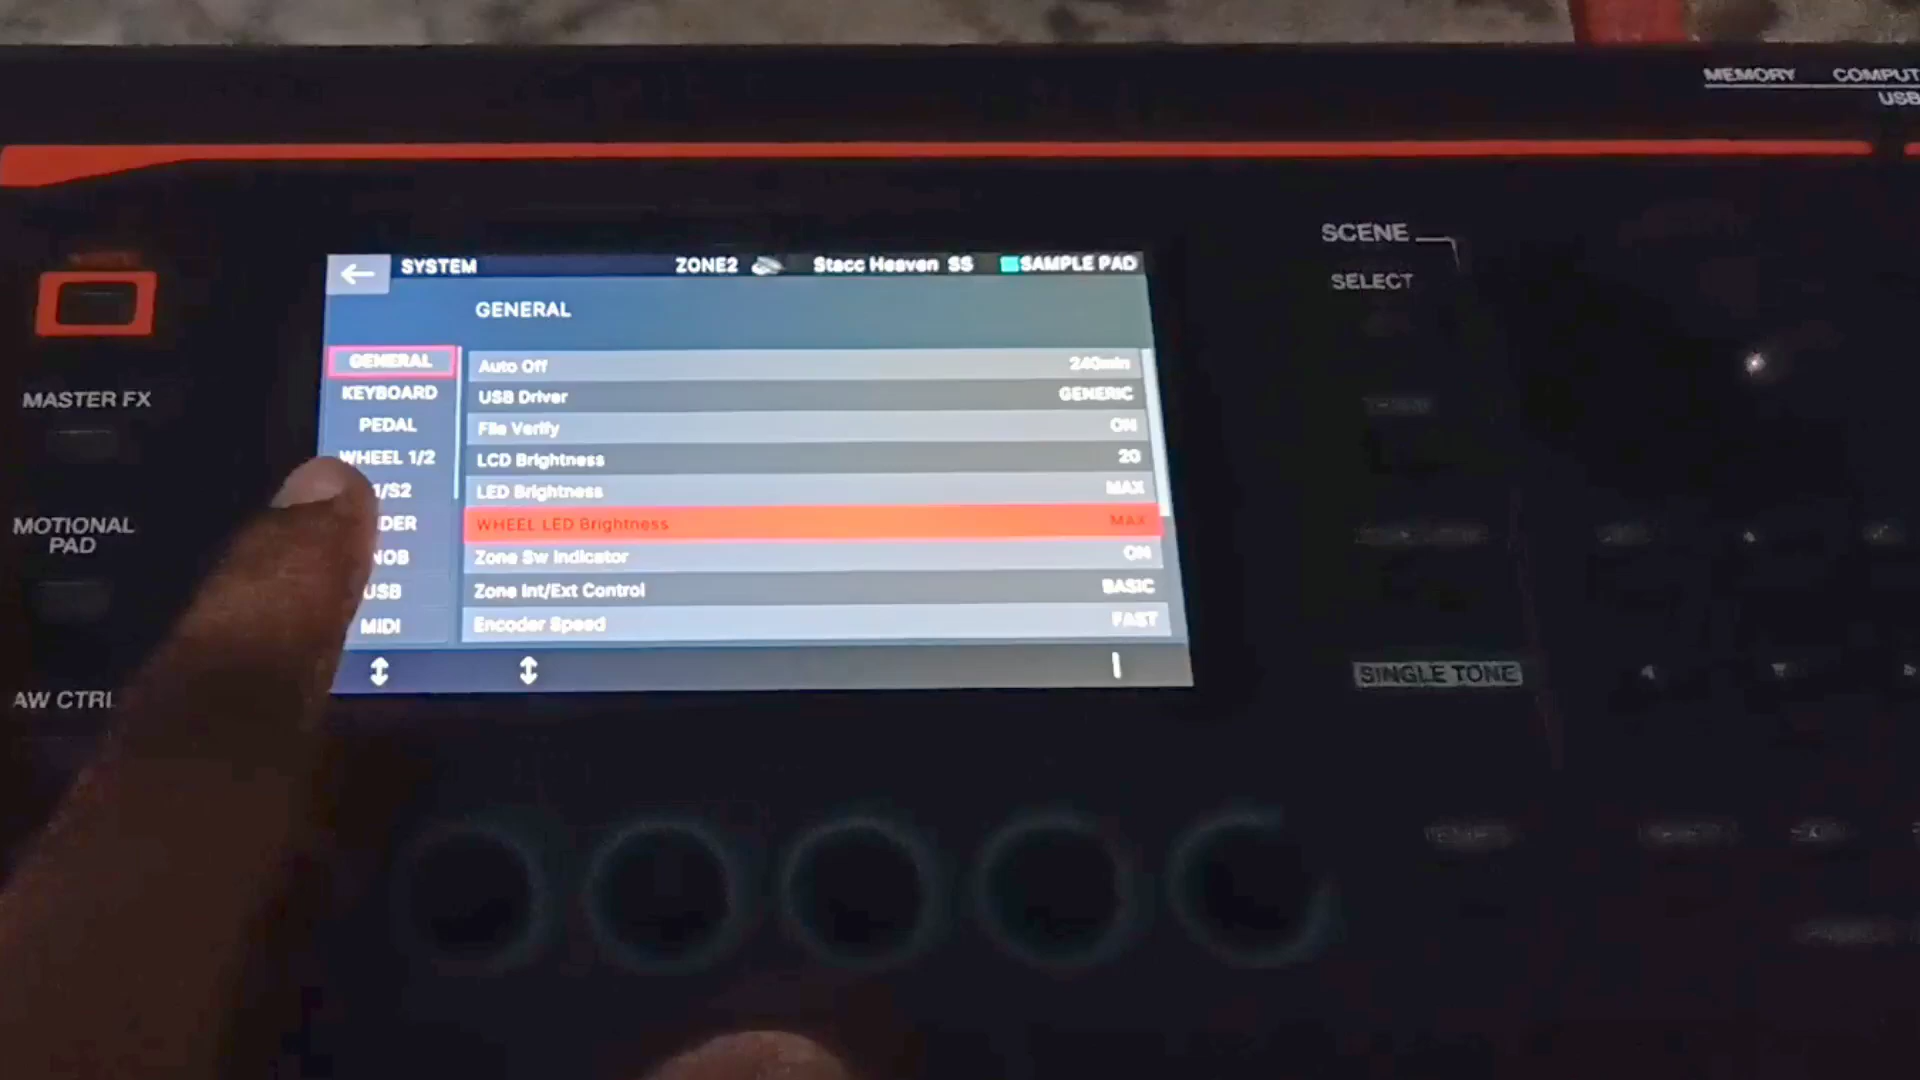 MEMORY COMPUT
USB
SCENE
SELECT
SYSTEM ZONE2 Stacc Heaven SS SAMPLE PAD
GENERAL
GENERAL
KEYBOARD
PEDAL
WHEEL 1/2
1/S2
DER
NOB
USB
MIDI
Auto Off 240min
USB Driver GENERIC
File Verify ON
LCD Brightness 20
LED Brightness MAX
WHEEL LED Brightness MAX
Zone Sw Indicator ON
Zone Int/Ext Control BASIC
Encoder Speed FAST
MASTER FX
MOTIONAL
PAD
AW CTRL
SINGLE TONE